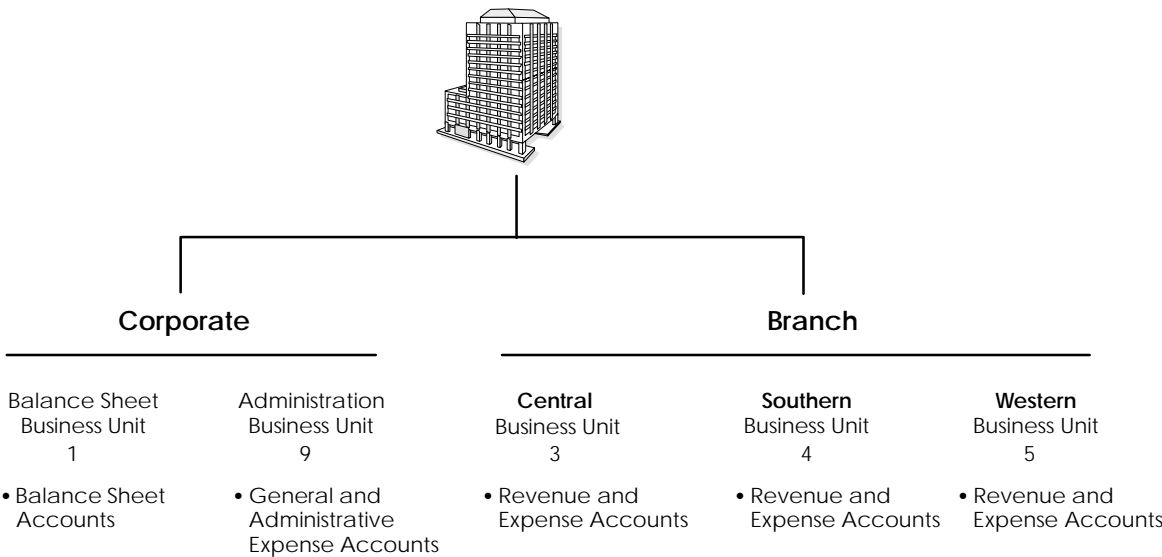 Corporate
Branch
Balance Sheet
Business Unit
1
• Balance Sheet
Accounts
Administration
Business Unit
9
• General and
Administrative
Expense Accounts
Central
Business Unit
3
• Revenue and
Expense Accounts
Southern
Business Unit
4
• Revenue and
Expense Accounts
Western
Business Unit
5
• Revenue and
Expense Accounts